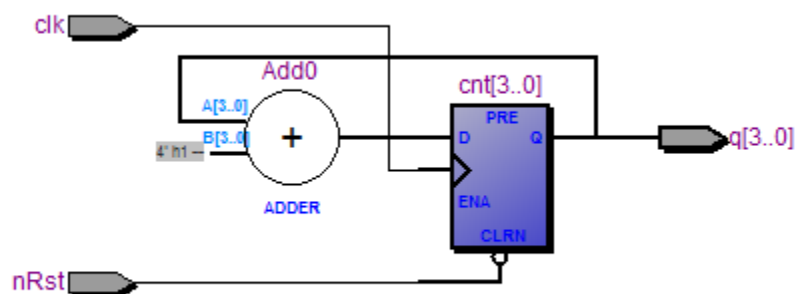 clk
Add0
cnt[3..0]
A[3..0]
PRE
B[3..0]
D
Q
q[3..0]
4' h1
+
ENA
ADDER
CLRN
nRst